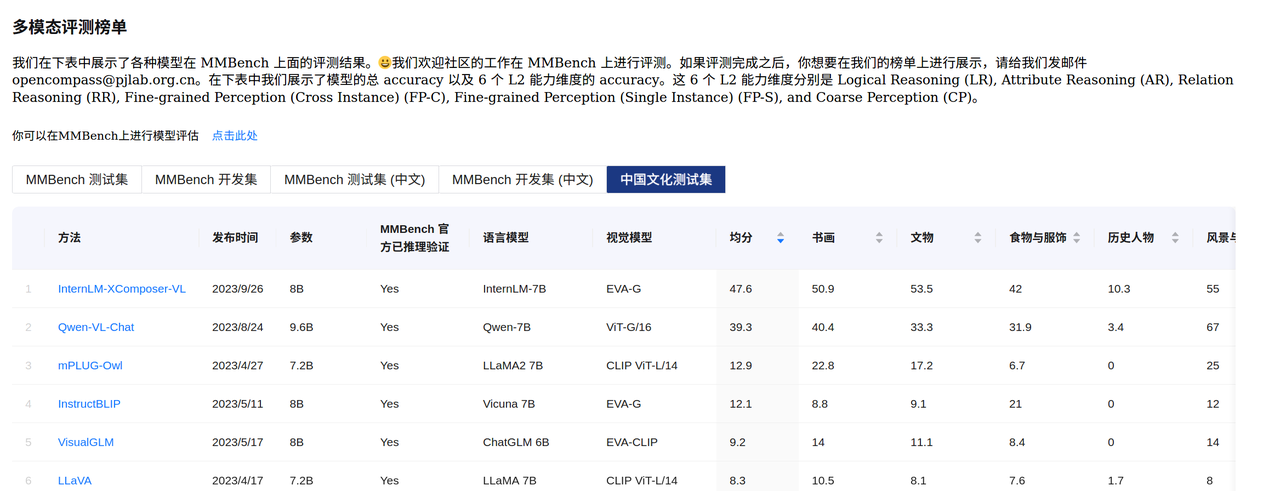 多模态评测榜单
我们在下表中展示了各种模型在 MMBench 上面的评测结果。😀我们欢迎社区的工作在 MMBench 上进行评测。如果评测完成之后，你想要在我们的榜单上进行展示，请给我们发邮件
opencompass@pjlab.org.cn。在下表中我们展示了模型的总 accuracy 以及 6 个 L2 能力维度的 accuracy。这 6 个 L2 能力维度分别是 Logical Reasoning (LR), Attribute Reasoning (AR), Relation
Reasoning (RR), Fine-grained Perception (Cross Instance) (FP-C), Fine-grained Perception (Single Instance) (FP-S), and Coarse Perception (CP)。
你可以在MMBench上进行模型评估 点击此处
MMBench 测试集 MMBench 开发集 MMBench 测试集 (中文) MMBench 开发集 (中文) 中国文化测试集
方法 发布时间 参数 MMBench 官方已推理验证 语言模型 视觉模型 均分 书画 文物 食物与服饰 历史人物 风景与
1 InternLM-XComposer-VL 2023/9/26 8B Yes InternLM-7B EVA-G 47.6 50.9 53.5 42 10.3 55
2 Qwen-VL-Chat 2023/8/24 9.6B Yes Qwen-7B ViT-G/16 39.3 40.4 33.3 31.9 3.4 67
3 mPLUG-Owl 2023/4/27 7.2B Yes LLaMA2 7B CLIP ViT-L/14 12.9 22.8 17.2 6.7 0 25
4 InstructBLIP 2023/5/11 8B Yes Vicuna 7B EVA-G 12.1 8.8 9.1 21 0 12
5 VisualGLM 2023/5/17 8B Yes ChatGLM 6B EVA-CLIP 9.2 14 11.1 8.4 0 14
6 LLaVA 2023/4/17 7.2B Yes LLaMA 7B CLIP ViT-L/14 8.3 10.5 8.1 7.6 1.7 8